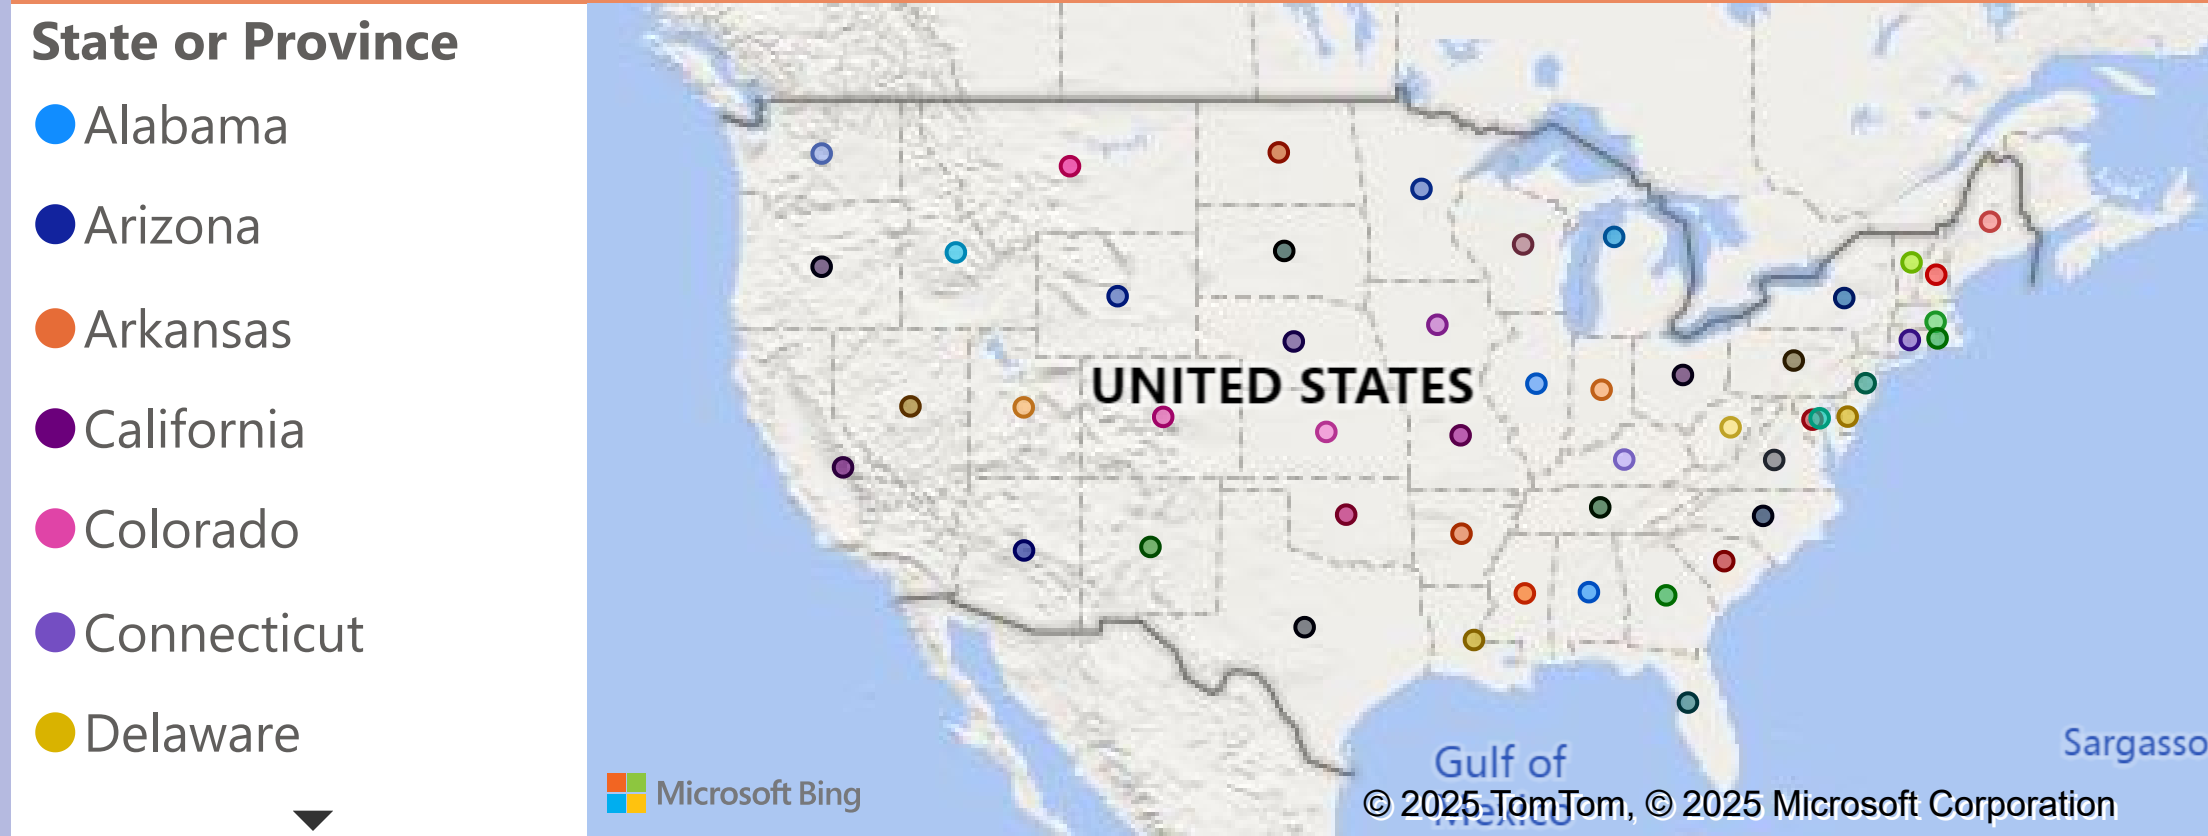 State or Province
Alabama
Arizona
Arkansas
California
Colorado
Connecticut
Delaware
UNITED STATES
Gulf of
Mexico
Sargasso
Microsoft Bing
© 2025 TomTom, © 2025 Microsoft Corporation